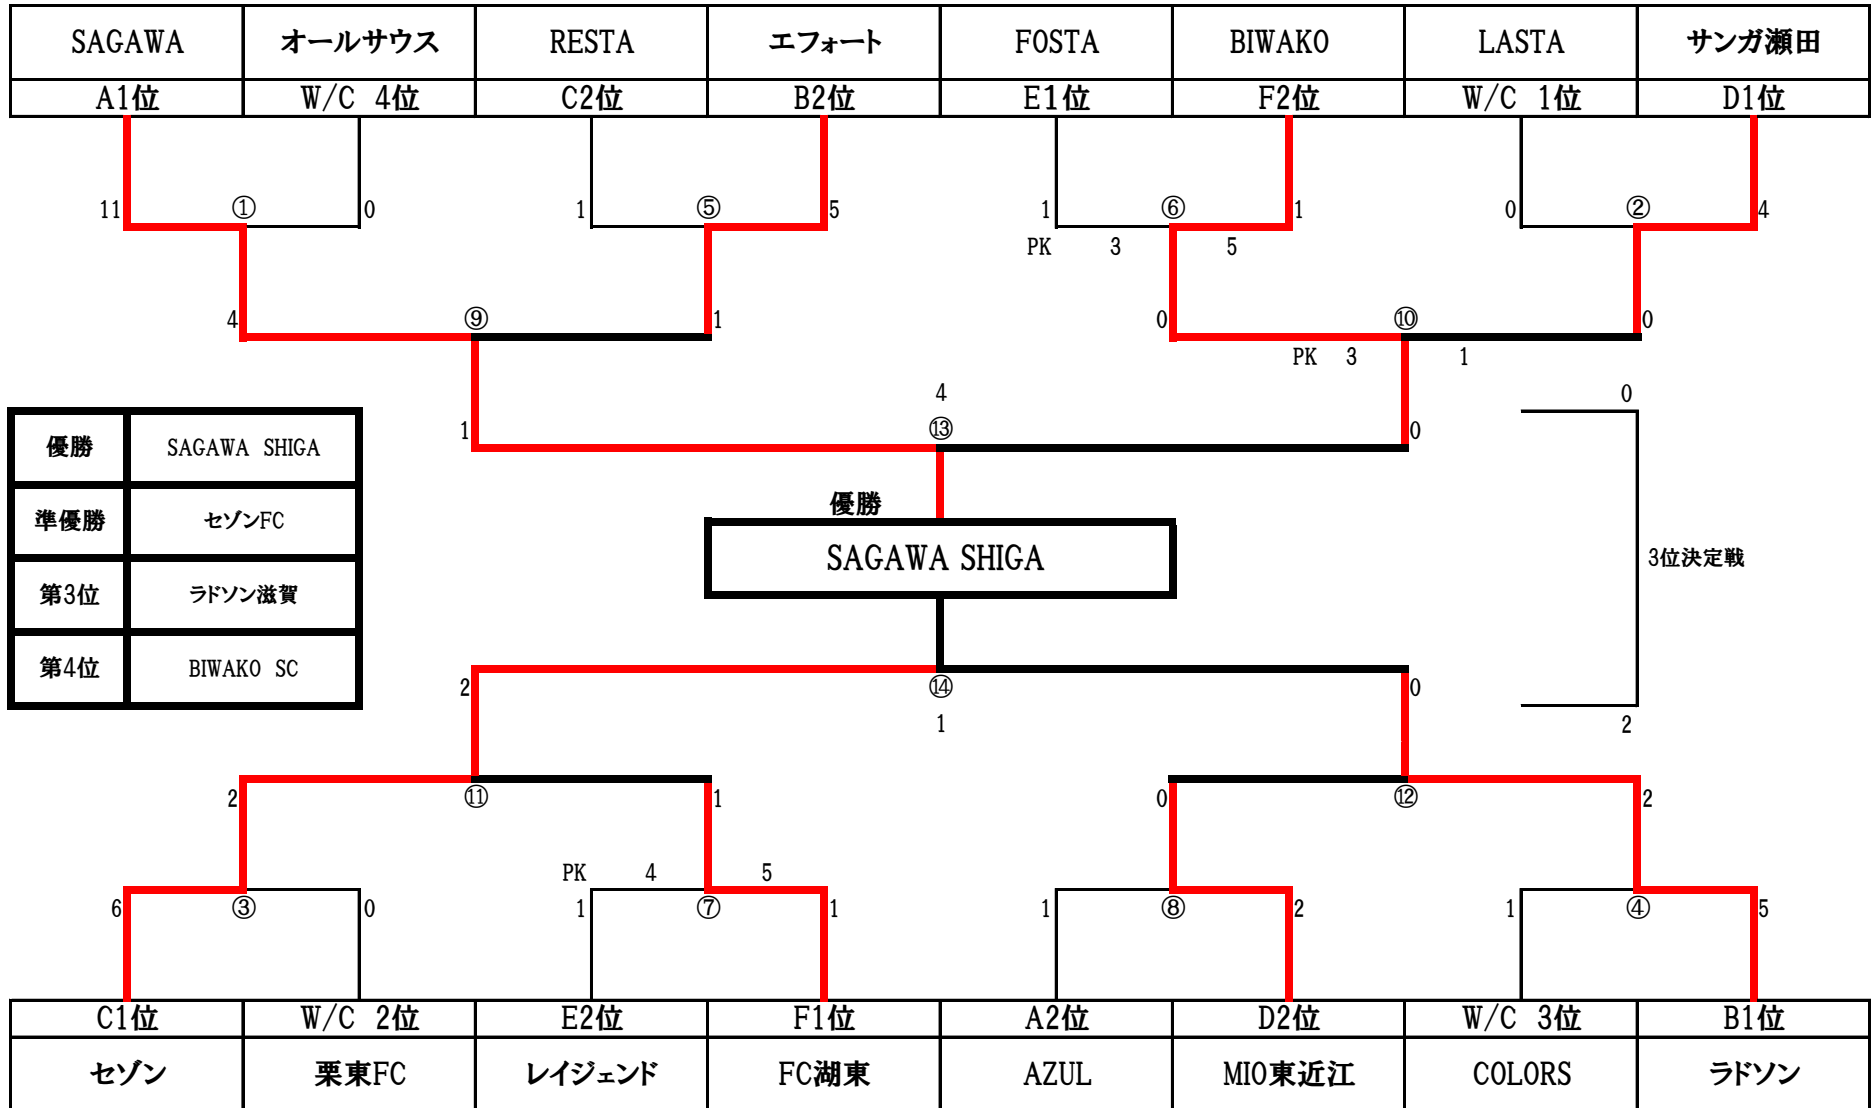 SAGAWA オールサウス RESTA エフォート FOSTA BIWAKO LASTA サンガ瀬田
A1位 W/C 4位 C2位 B2位 E1位 F2位 W/C 1位 D1位
11 ① 0 1 ⑤ 5 1 ⑥ 1 0 ② 4
PK 3 5
4 ⑨ 1 0 ⑩ 0
PK 3 1
4 0
1 ⑬ 0
優勝 SAGAWA SHIGA
準優勝 セゾンFC
第3位 ラドソン滋賀
第4位 BIWAKO SC
優勝
SAGAWA SHIGA
3位決定戦
2 ⑭ 0
1 2
2 ⑪ 1 0 ⑫ 2
PK 4 5
6 ③ 0 1 ⑦ 1 1 ⑧ 2 1 ④ 5
C1位 W/C 2位 E2位 F1位 A2位 D2位 W/C 3位 B1位
セゾン 栗東FC レイジェンド FC湖東 AZUL MIO東近江 COLORS ラドソン